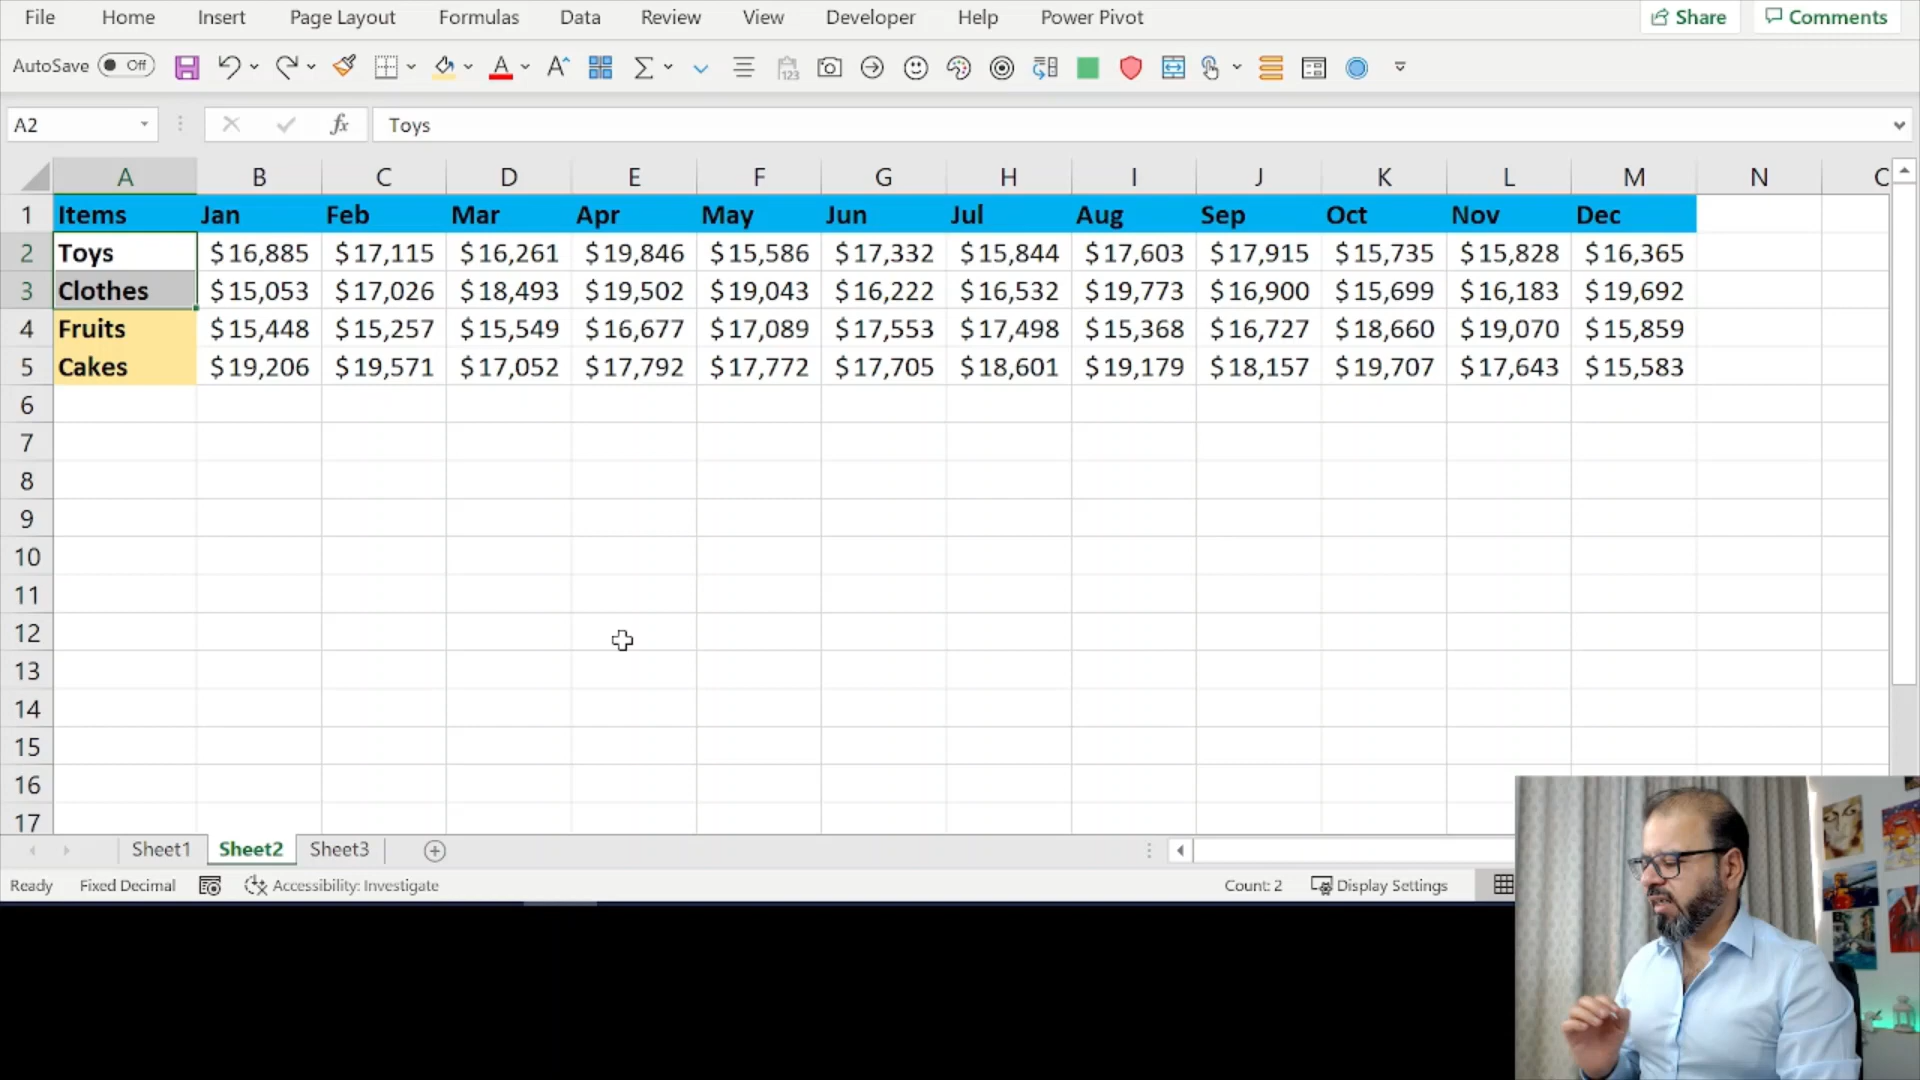 File Home Insert Page Layout Formulas Data Review View Developer Help Power Pivot Share Comments
AutoSave Off
A2 fx Toys
A B C D E F G H I J K L M N
1 Items Jan Feb Mar Apr May Jun Jul Aug Sep Oct Nov Dec
2 Toys $16,885 $17,115 $16,261 $19,846 $15,586 $17,332 $15,844 $17,603 $17,915 $15,735 $15,828 $16,365
3 Clothes $15,053 $17,026 $18,493 $19,502 $19,043 $16,222 $16,532 $19,773 $16,900 $15,699 $16,183 $19,692
4 Fruits $15,448 $15,257 $15,549 $16,677 $17,089 $17,553 $17,498 $15,368 $16,727 $18,660 $19,070 $15,859
5 Cakes $19,206 $19,571 $17,052 $17,792 $17,772 $17,705 $18,601 $19,179 $18,157 $19,707 $17,643 $15,583
6
7
8
9
10
11
12
13
14
15
16
17
Sheet1 Sheet2 Sheet3
Ready Fixed Decimal Accessibility: Investigate Count: 2 Display Settings